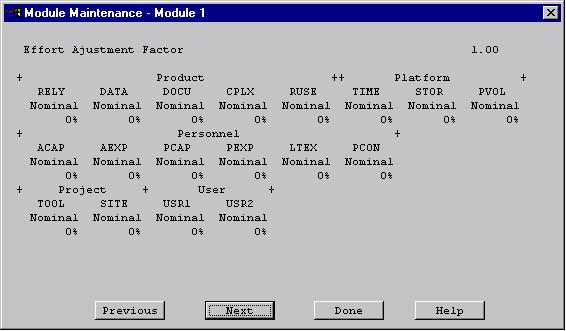 Module Maintenance - Module 1
Effort Ajustment Factor 1.00
+ Product ++ Platform +
RELY DATA DOCU CPLX RUSE TIME STOR PVOL
Nominal Nominal Nominal Nominal Nominal Nominal Nominal Nominal
0% 0% 0% 0% 0% 0% 0% 0%
+ Personnel +
ACAP AEXP PCAP PEXP LTEX PCON
Nominal Nominal Nominal Nominal Nominal Nominal
0% 0% 0% 0% 0% 0%
+ Project + User +
TOOL SITE USR1 USR2
Nominal Nominal Nominal Nominal
0% 0% 0% 0%
Previous Next Done Help